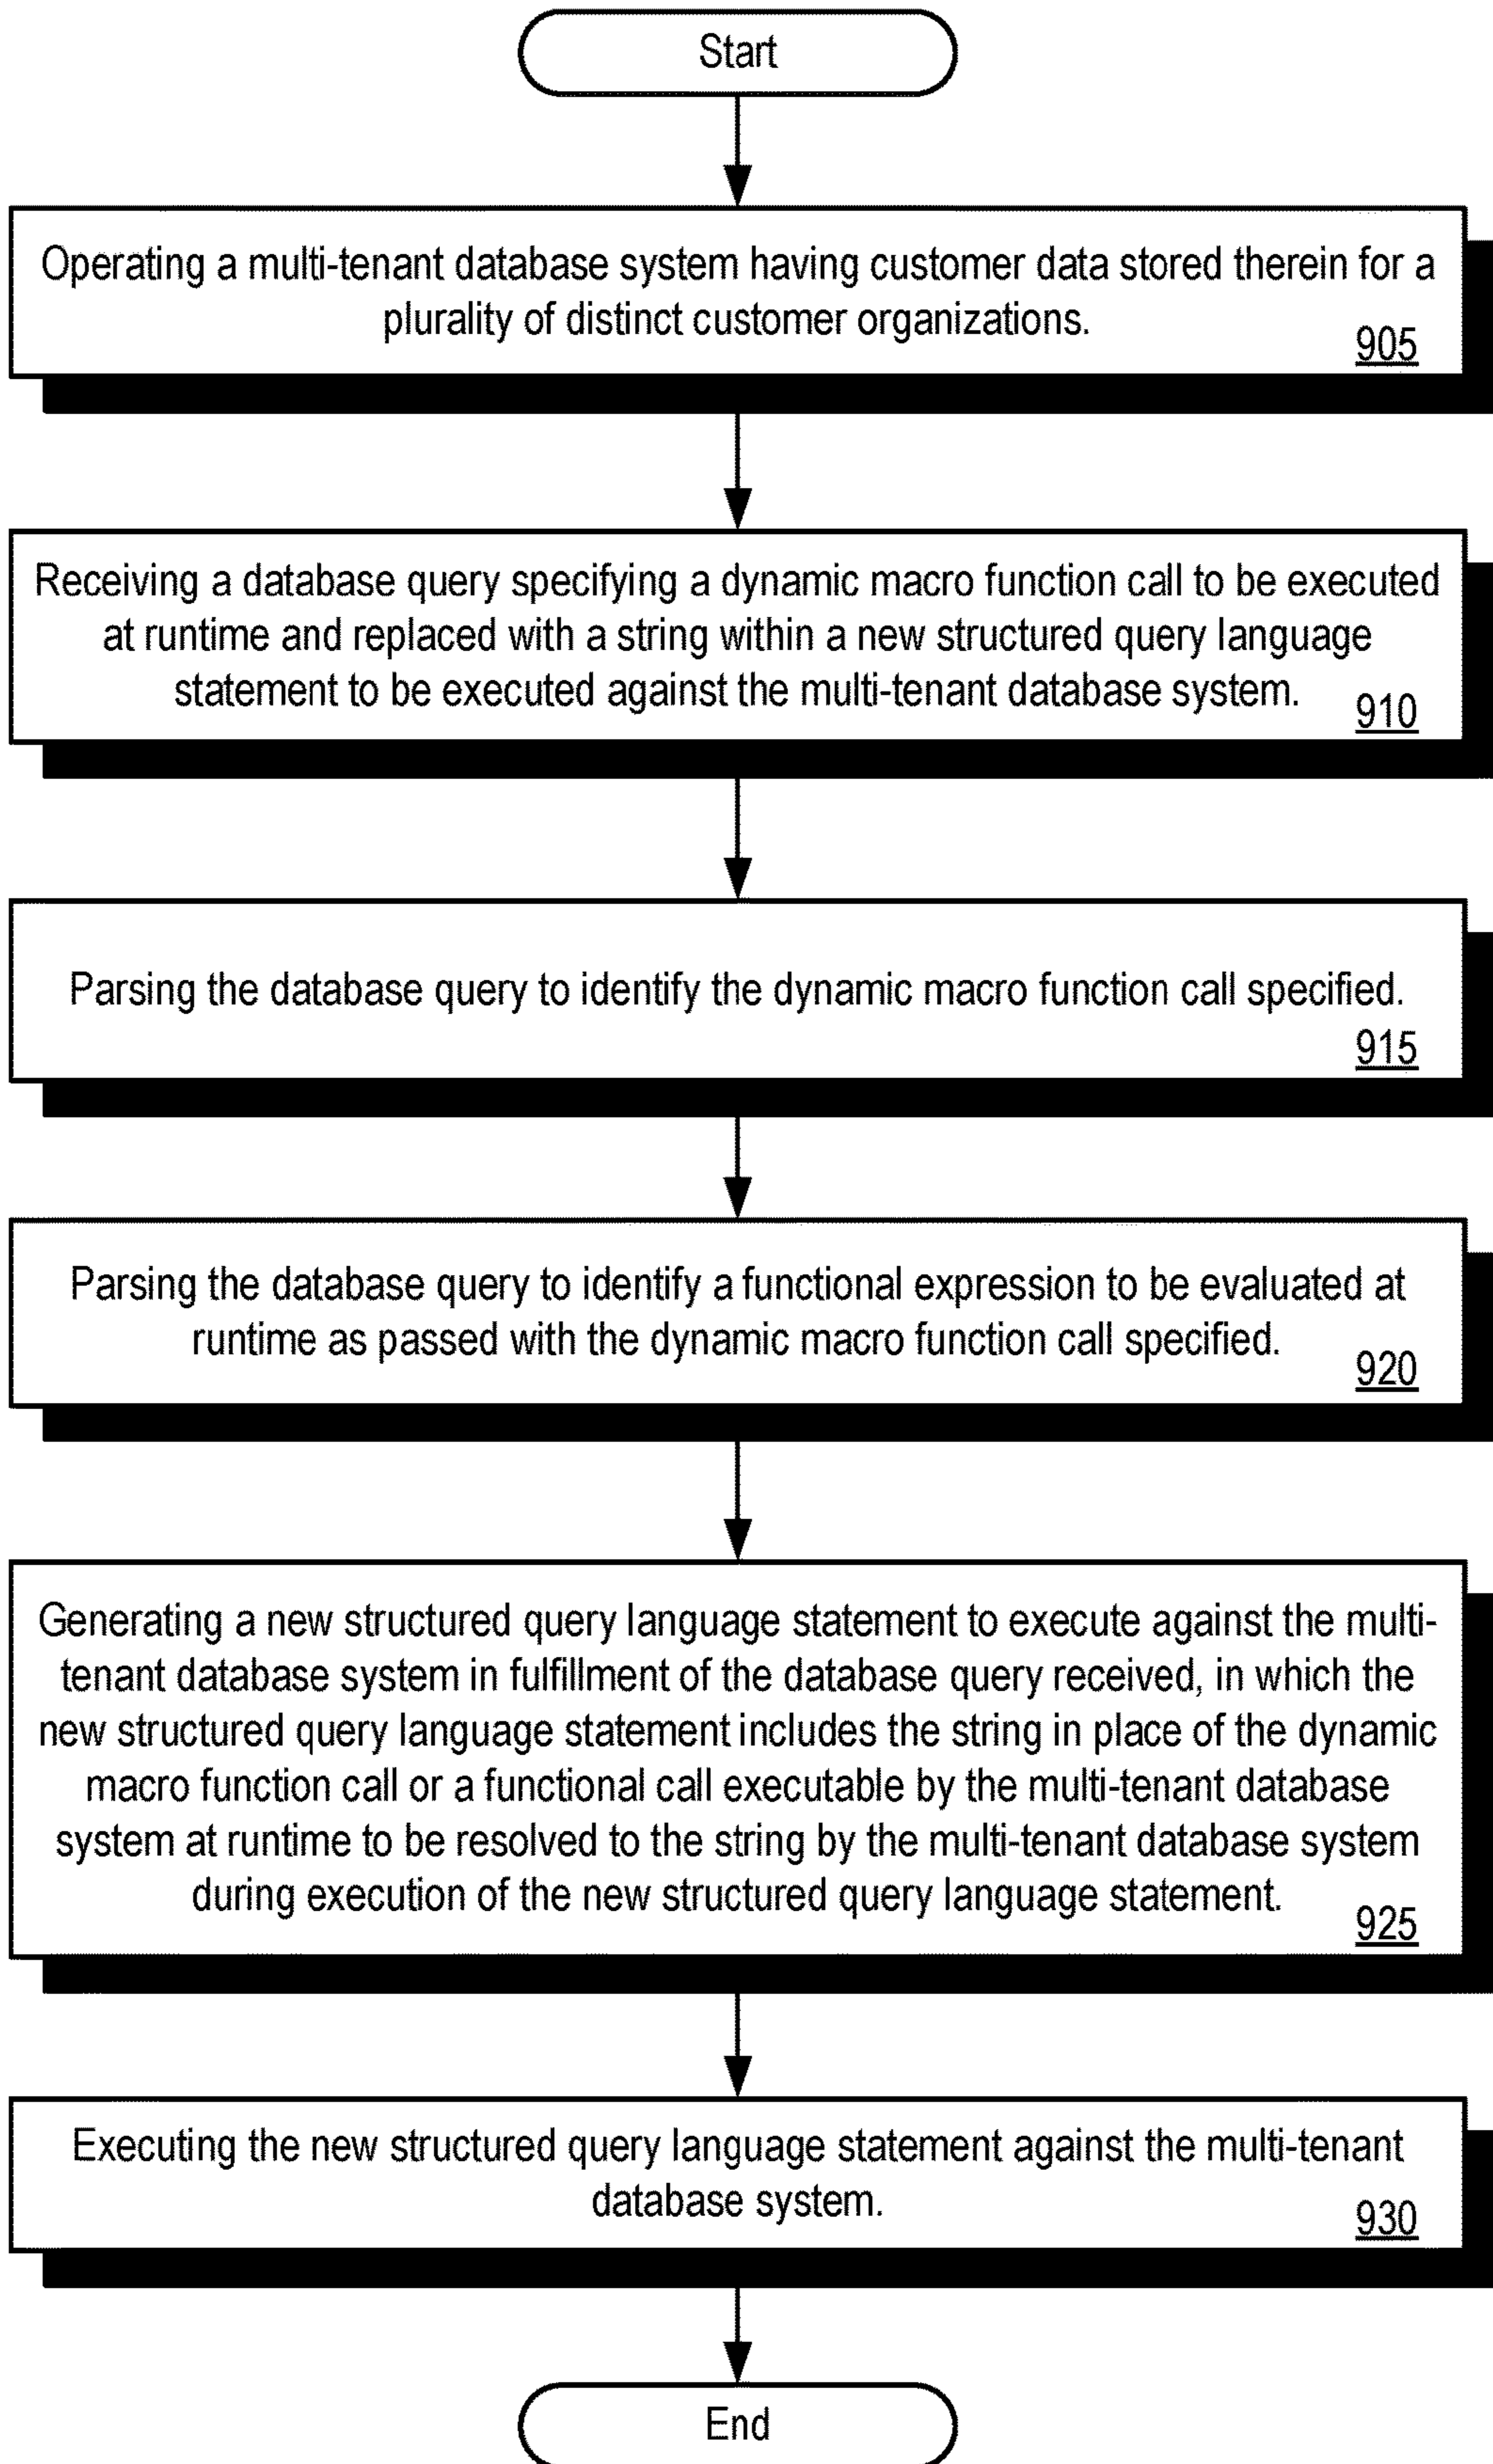 Start
Operating a multi-tenant database system having customer data stored therein for a
plurality of distinct customer organizations.
905
Receiving a database query specifying a dynamic macro function call to be executed
at runtime and replaced with a string within a new structured query language
statement to be executed against the multi-tenant database system.
910
Parsing the database query to identify the dynamic macro function call specified.
915
Parsing the database query to identify a functional expression to be evaluated at
runtime as passed with the dynamic macro function call specified.
920
Generating a new structured query language statement to execute against the multi-
tenant database system in fulfillment of the database query received, in which the
new structured query language statement includes the string in place of the dynamic
macro function call or a functional call executable by the multi-tenant database
system at runtime to be resolved to the string by the multi-tenant database system
during execution of the new structured query language statement.
925
Executing the new structured query language statement against the multi-tenant
database system.
930
End